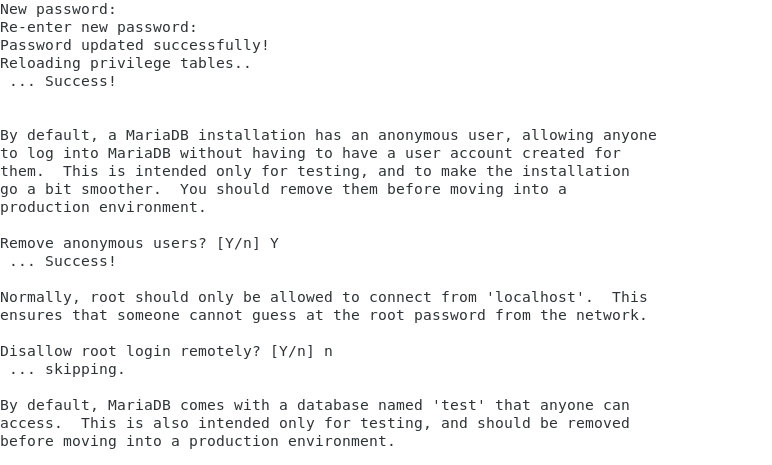 New password:
Re-enter new password:
Password updated successfully!
Reloading privilege tables..
 ... Success!
By default, a MariaDB installation has an anonymous user, allowing anyone
to log into MariaDB without having to have a user account created for
them.  This is intended only for testing, and to make the installation
go a bit smoother.  You should remove them before moving into a
production environment.
Remove anonymous users? [Y/n] Y
 ... Success!
Normally, root should only be allowed to connect from 'localhost'.  This
ensures that someone cannot guess at the root password from the network.
Disallow root login remotely? [Y/n] n
 ... skipping.
By default, MariaDB comes with a database named 'test' that anyone can
access.  This is also intended only for testing, and should be removed
before moving into a production environment.